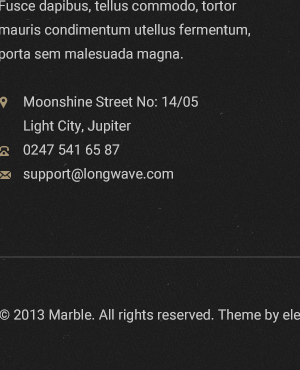 Fusce dapibus, tellus commodo, tortor
mauris condimentum utellus fermentum,
porta sem malesuada magna.
Moonshine Street No: 14/05
Light City, Jupiter
0247 541 65 87
support@longwave.com
© 2013 Marble. All rights reserved. Theme by ele